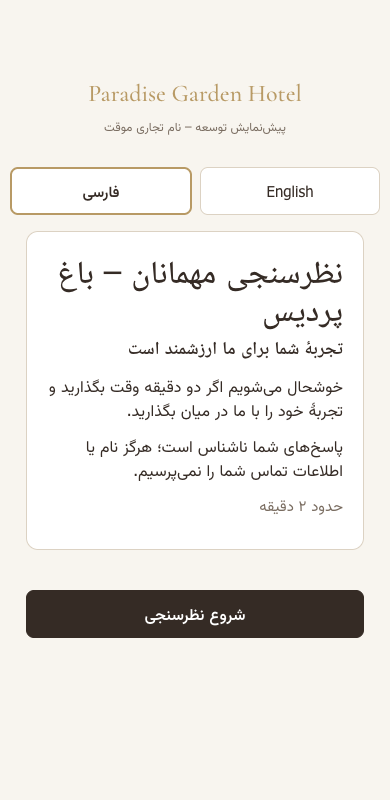 Paradise Garden Hotel
پیش‌نمایش توسعه – نام تجاری موقت
فارسی
English
نظرسنجی مهمانان – باغ
پردیس
تجربهٔ شما برای ما ارزشمند است
خوشحال می‌شویم اگر دو دقیقه وقت بگذارید و
تجربهٔ خود را با ما در میان بگذارید.
پاسخ‌های شما ناشناس است؛ هرگز نام یا
اطلاعات تماس شما را نمی‌پرسیم.
حدود ۲ دقیقه
شروع نظرسنجی